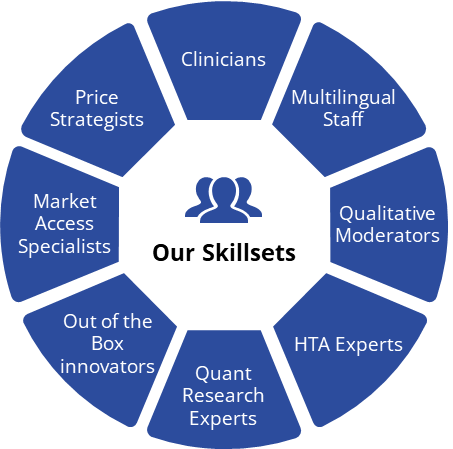 Clinicians
Multilingual
Staff
Qualitative
Moderators
HTA Experts
Quant
Research
Experts
Out of the
Box
innovators
Market
Access
Specialists
Price
Strategists
Our Skillsets